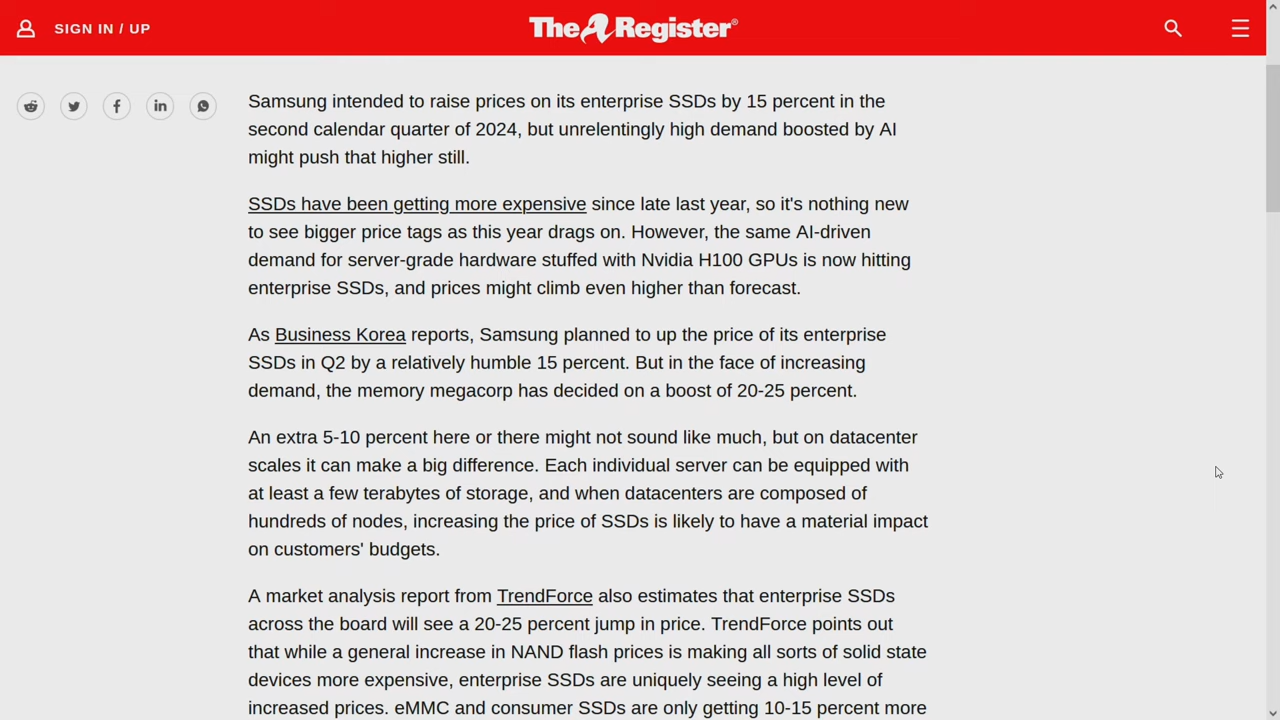 SIGN IN / UP
The Register®
Samsung intended to raise prices on its enterprise SSDs by 15 percent in the
second calendar quarter of 2024, but unrelentingly high demand boosted by AI
might push that higher still.
SSDs have been getting more expensive since late last year, so it's nothing new
to see bigger price tags as this year drags on. However, the same AI-driven
demand for server-grade hardware stuffed with Nvidia H100 GPUs is now hitting
enterprise SSDs, and prices might climb even higher than forecast.
As Business Korea reports, Samsung planned to up the price of its enterprise
SSDs in Q2 by a relatively humble 15 percent. But in the face of increasing
demand, the memory megacorp has decided on a boost of 20-25 percent.
An extra 5-10 percent here or there might not sound like much, but on datacenter
scales it can make a big difference. Each individual server can be equipped with
at least a few terabytes of storage, and when datacenters are composed of
hundreds of nodes, increasing the price of SSDs is likely to have a material impact
on customers' budgets.
A market analysis report from TrendForce also estimates that enterprise SSDs
across the board will see a 20-25 percent jump in price. TrendForce points out
that while a general increase in NAND flash prices is making all sorts of solid state
devices more expensive, enterprise SSDs are uniquely seeing a high level of
increased prices. eMMC and consumer SSDs are only getting 10-15 percent more